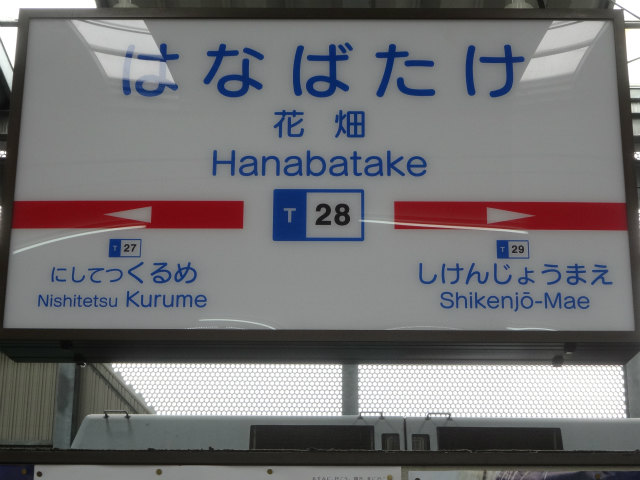 はなばたけ
花畑
Hanabatake
T 28
T 27
にしてつくるめ
Nishitetsu Kurume
T 29
しけんじょうまえ
Shikenjō-Mae